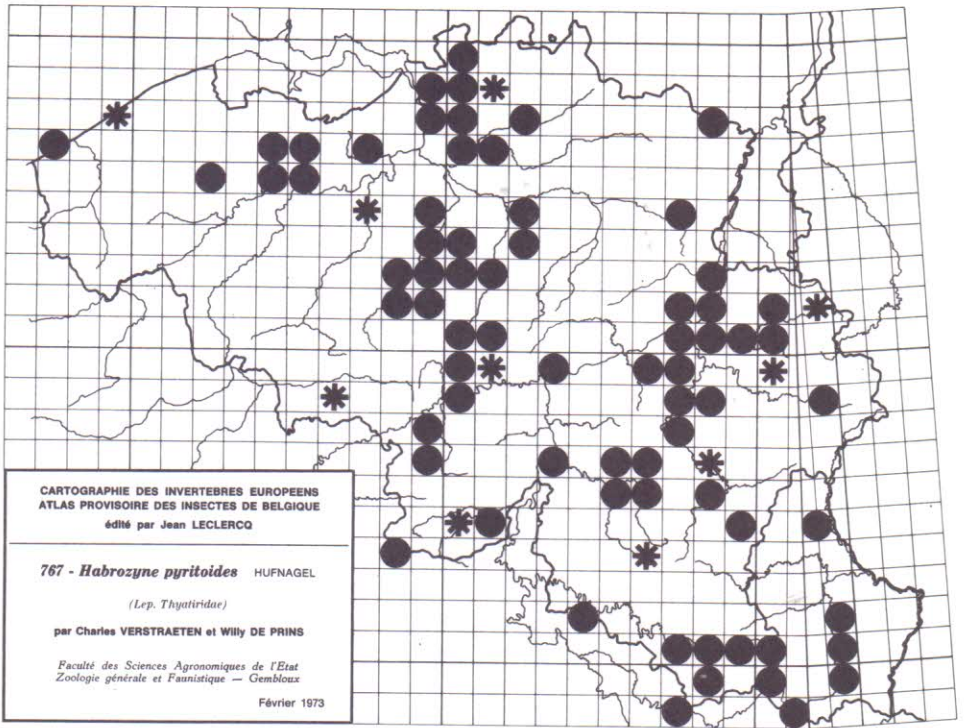 CARTOGRAPHIE DES INVERTEBRES EUROPEENS
ATLAS PROVISOIRE DES INSECTES DE BELGIQUE
édité par Jean LECLERCQ
767 - Habrozyne pyritoides HUFNAGEL
(Lep. Thyatiridae)
par Charles VERSTRAETEN et Willy DE PRINS
Faculté des Sciences Agronomiques de l'Etat
Zoologie générale et Faunistique — Gembloux
Février 1973